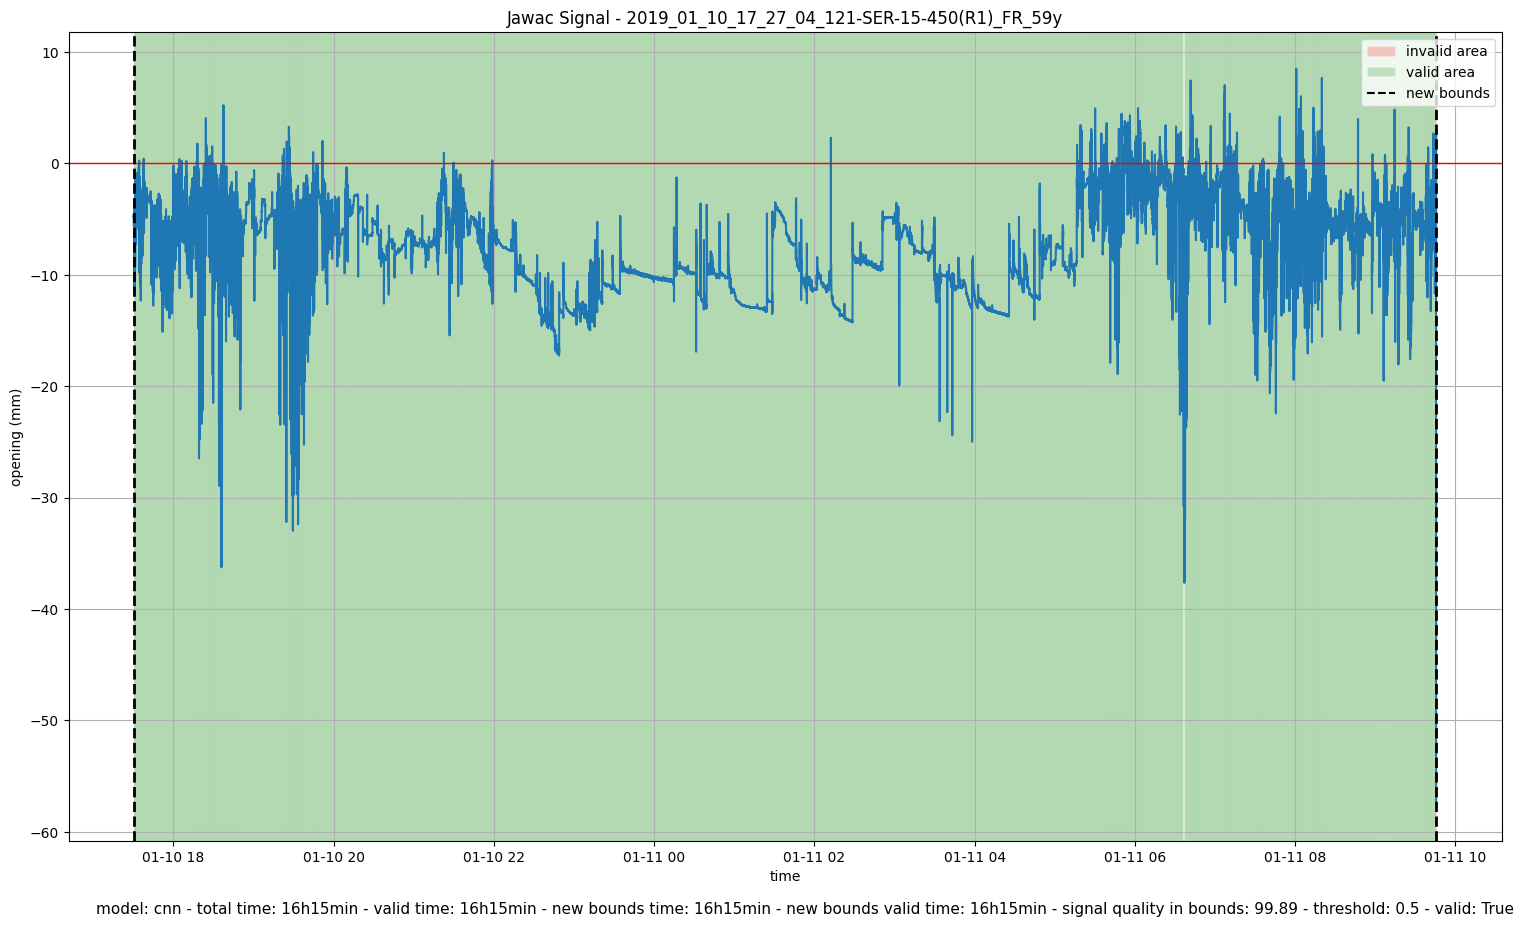 Jawac Signal - 2019_01_10_17_27_04_121-SER-15-450(R1)_FR_59y
invalid area
valid area
new bounds
opening (mm)
10
0
−10
−20
−30
−40
−50
−60
01-10 18
01-10 20
01-10 22
01-11 00
01-11 02
01-11 04
01-11 06
01-11 08
01-11 10
time
model: cnn - total time: 16h15min - valid time: 16h15min - new bounds time: 16h15min - new bounds valid time: 16h15min - signal quality in bounds: 99.89 - threshold: 0.5 - valid: True